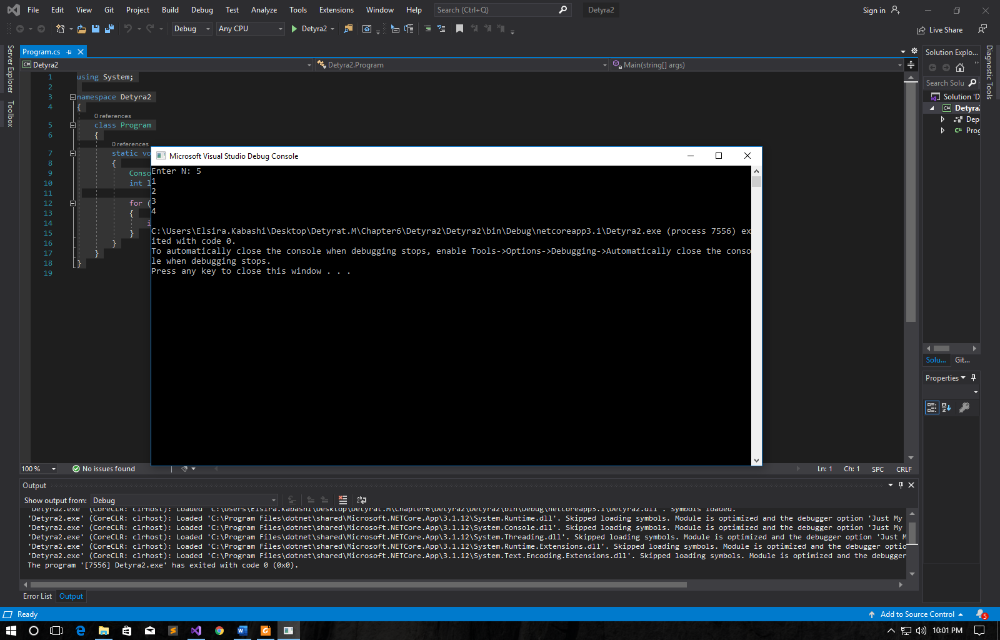 File Edit View Git Project Build Debug Test Analyze Tools Extensions Window Help Search (Ctrl+Q) Detyra2 Sign in
Debug Any CPU Detyra2 Live Share
Server Explorer
Toolbox
Program.cs
Detyra2 Detyra2.Program Main(string[] args)
1 using System;
2
3 namespace Detyra2
4 {
0 references
5 class Program
6 {
0 references
7 static vo
8 {
9 Conso
10 int l
11
12 for (
13 {
14 i
15 }
16 }
17 }
18 }
19
Microsoft Visual Studio Debug Console
Enter N: 5
1
2
3
4
C:\Users\Elsira.Kabashi\Desktop\Detyrat.M\Chapter6\Detyra2\Detyra2\bin\Debug\netcoreapp3.1\Detyra2.exe (process 7556) ex
ited with code 0.
To automatically close the console when debugging stops, enable Tools->Options->Debugging->Automatically close the conso
le when debugging stops.
Press any key to close this window . . .
100 % No issues found Ln: 1 Ch: 1 SPC CRLF
Solution Explo...
Search Solu
Solution 'D
Detyra2
Dep
Prog
Solu... Git...
Properties
Diagnostic Tools
Output
Show output from: Debug
'Detyra2.exe' (CoreCLR: clrhost): Loaded 'C:\Users\Elsira.Kabashi\Desktop\Detyrat.M\Chapter6\Detyra2\Detyra2\bin\Debug\netcoreapp3.1\Detyra2.dll'. Symbols loaded.
'Detyra2.exe' (CoreCLR: clrhost): Loaded 'C:\Program Files\dotnet\shared\Microsoft.NETCore.App\3.1.12\System.Runtime.dll'. Skipped loading symbols. Module is optimized and the debugger option 'Just My
'Detyra2.exe' (CoreCLR: clrhost): Loaded 'C:\Program Files\dotnet\shared\Microsoft.NETCore.App\3.1.12\System.Console.dll'. Skipped loading symbols. Module is optimized and the debugger option 'Just My
'Detyra2.exe' (CoreCLR: clrhost): Loaded 'C:\Program Files\dotnet\shared\Microsoft.NETCore.App\3.1.12\System.Threading.dll'. Skipped loading symbols. Module is optimized and the debugger option 'Just M
'Detyra2.exe' (CoreCLR: clrhost): Loaded 'C:\Program Files\dotnet\shared\Microsoft.NETCore.App\3.1.12\System.Runtime.Extensions.dll'. Skipped loading symbols. Module is optimized and the debugger optio
'Detyra2.exe' (CoreCLR: clrhost): Loaded 'C:\Program Files\dotnet\shared\Microsoft.NETCore.App\3.1.12\System.Text.Encoding.Extensions.dll'. Skipped loading symbols. Module is optimized and the debugger
The program '[7556] Detyra2.exe' has exited with code 0 (0x0).
Error List Output
Ready Add to Source Control 5
10:01 PM